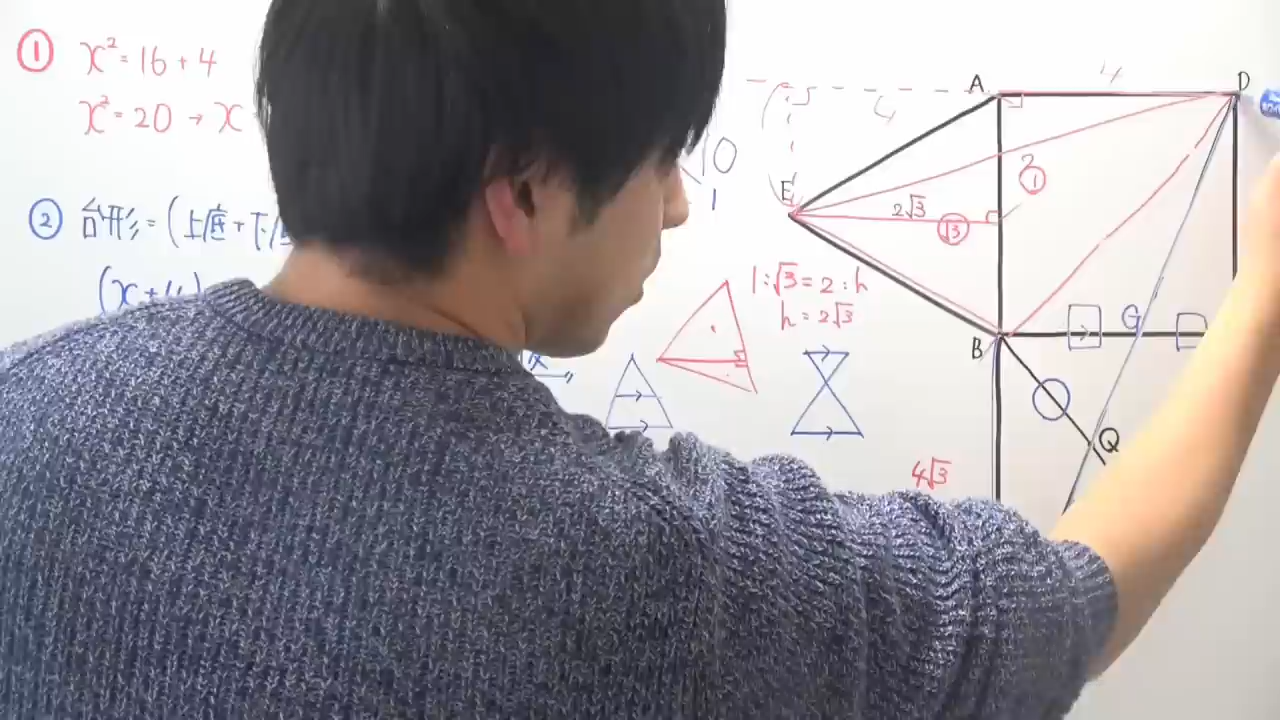 ① x² = 16 + 4
x² = 20 → x
② 台形 = (上底 + 下底
(x + 4)
10
1
A
D
4
E
2
①
2√3
√3
1 : √3 = 2 : h
h = 2√3
B
G
Q
4√3